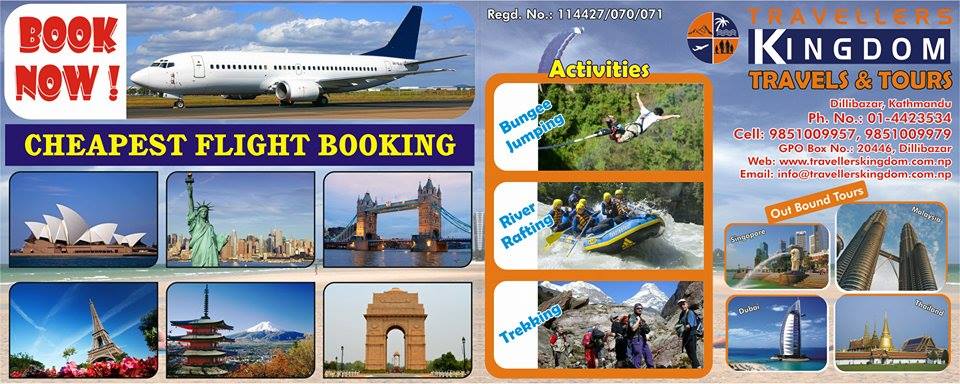 BOOK
NOW !
CHEAPEST FLIGHT BOOKING
Regd. No.: 114427/070/071
Activities
Bungee
Jumping
River
Rafting
Trekking
TRAVELLERS
KINGDOM
TRAVELS & TOURS
Dillibazar, Kathmandu
Ph. No.: 01-4423534
Cell: 9851009957, 9851009979
GPO Box No.: 20446, Dillibazar
Web: www.travellerskingdom.com.np
Email: info@travellerskingdom.com.np
Out Bound Tours
Singapore
Malaysia
Dubai
Thailand